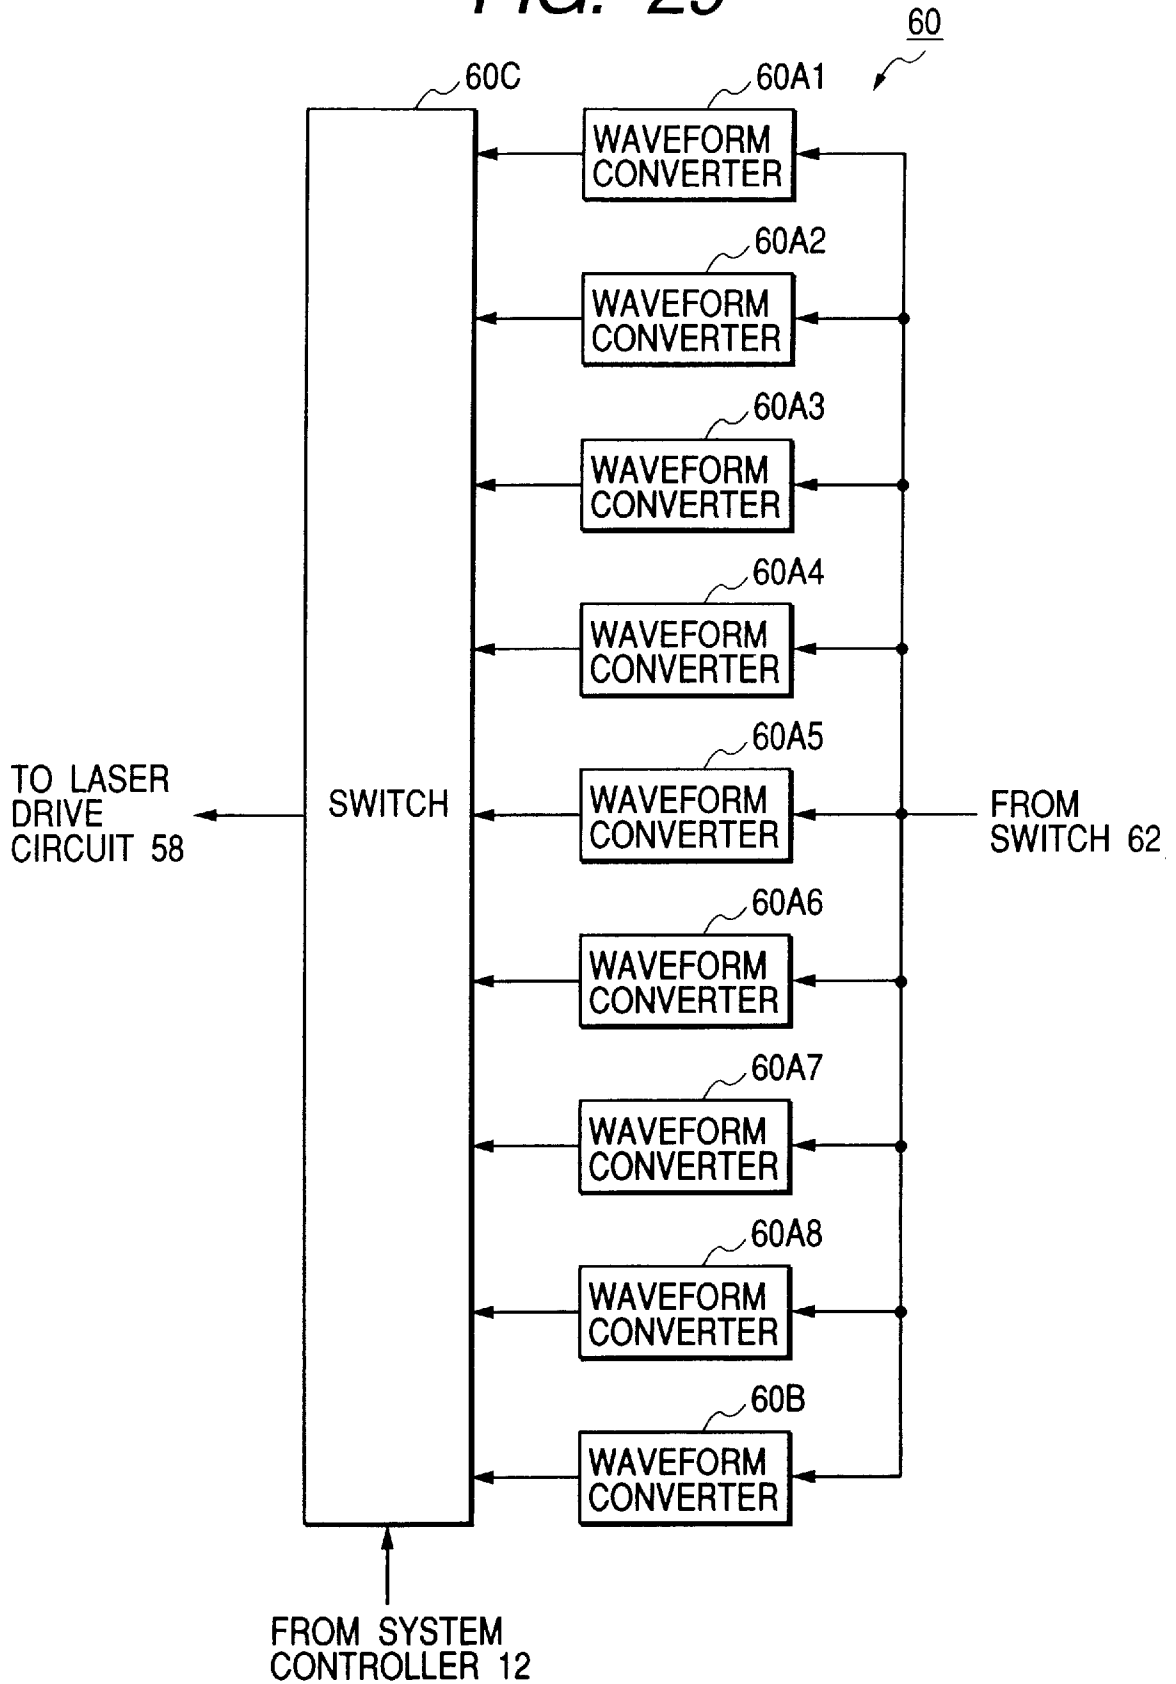 FIG. 29
60
60C
60A1
WAVEFORM
CONVERTER
60A2
WAVEFORM
CONVERTER
60A3
WAVEFORM
CONVERTER
60A4
WAVEFORM
CONVERTER
TO LASER
DRIVE
CIRCUIT 58
SWITCH
60A5
WAVEFORM
CONVERTER
FROM
SWITCH 62
60A6
WAVEFORM
CONVERTER
60A7
WAVEFORM
CONVERTER
60A8
WAVEFORM
CONVERTER
60B
WAVEFORM
CONVERTER
FROM SYSTEM
CONTROLLER 12